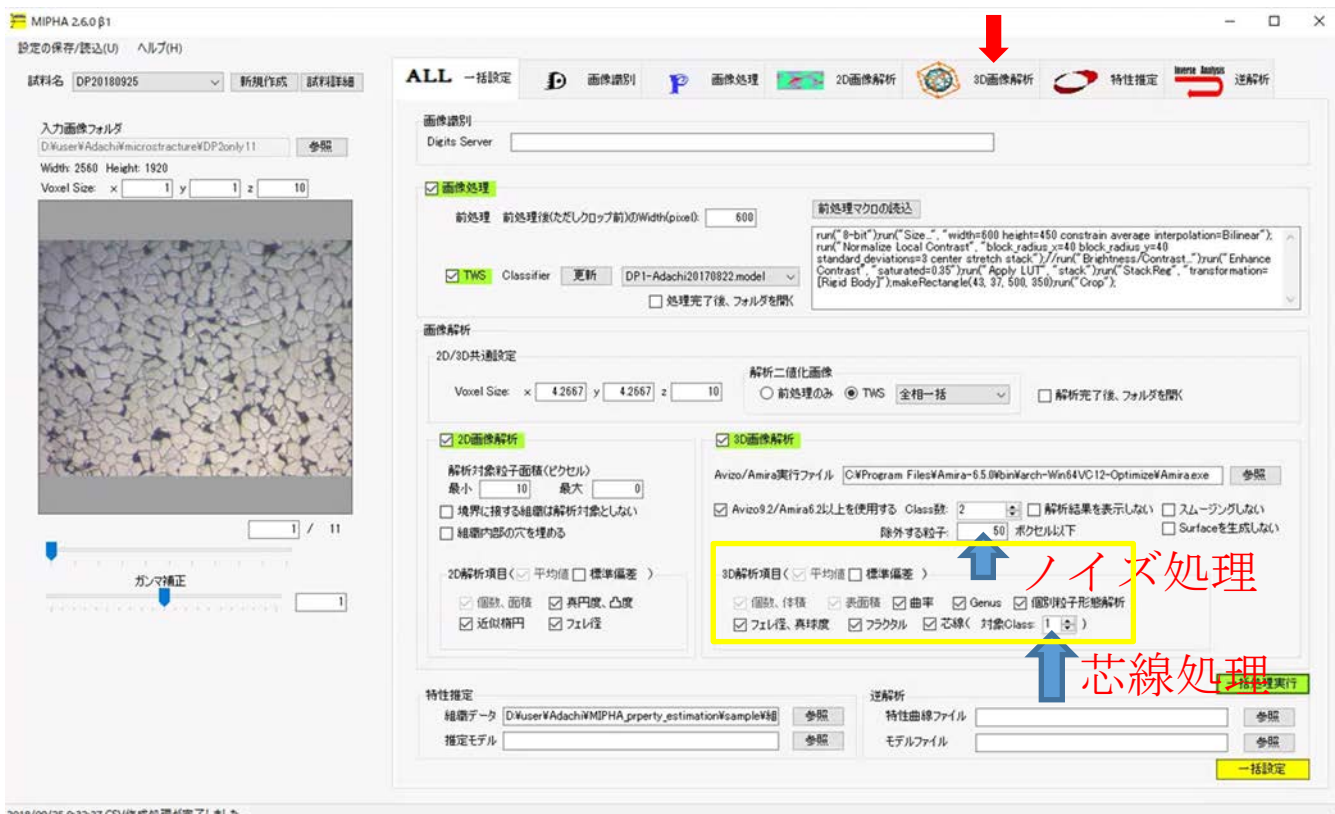 MIPHA 2.6.0 β1
設定の保存/読込(U) ヘルプ(H)
試料名 DP20180925 新規作成 試料詳細
ALL 一括設定 画像識別 画像処理 2D画像解析 3D画像解析 特性推定 Inverse Analysis 逆解析
入力画像フォルダ
D:¥user¥Adachi¥microstracture¥DP2only11 参照
Width: 2560 Height: 1920
Voxel Size: x 1 y 1 z 10
1 / 11
ガンマ補正
1
画像識別
Digits Server
画像処理
前処理 前処理後(ただしクロップ前)のWidth(pixel): 600
前処理マクロの読込
run("8-bit");run("Size...", "width=600 height=450 constrain average interpolation=Bilinear");
run("Normalize Local Contrast", "block_radius_x=40 block_radius_y=40
standard_deviations=3 center stretch stack");//run("Brightness/Contrast...");run("Enhance
Contrast", "saturated=0.35");run("Apply LUT", "stack");run("StackReg", "transformation=
[Rigid Body]");makeRectangle(43, 37, 500, 350);run("Crop");
TWS Classifier 更新 DP1-Adachi20170822.model
処理完了後、フォルダを開く
画像解析
2D/3D共通設定
Voxel Size: x 4.2667 y 4.2667 z 10
解析二値化画像
前処理のみ TWS 全相一括
解析完了後、フォルダを開く
2D画像解析
解析対象粒子面積(ピクセル)
最小 10 最大 0
境界に接する組織は解析対象としない
組織内部の穴を埋める
2D解析項目( 平均値 標準偏差 )
個数、面積 真円度、凸度
近似楕円 フェレ径
3D画像解析
Avizo/Amira実行ファイル C:¥Program Files¥Amira-6.5.0¥bin¥arch-Win64VC12-Optimize¥Amira.exe 参照
Avizo9.2/Amira6.2以上を使用する Class数: 2 解析結果を表示しない スムージングしない
除外する粒子: 50 ボクセル以下 Surfaceを生成しない
ノイズ処理
3D解析項目( 平均値 標準偏差 )
個数、体積 表面積 曲率 Genus 個別粒子形態解析
フェレ径、真球度 フラクタル 芯線( 対象Class: 1 )
芯線処理
一括処理実行
特性推定
組織データ D:¥user¥Adachi¥MIPHA_prperty_estimation¥sample¥組 参照
推定モデル 参照
逆解析
特性曲線ファイル 参照
モデルファイル 参照
一括設定